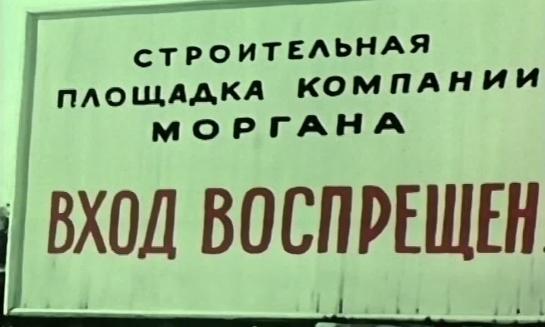 СТРОИТЕЛЬНАЯ
ПЛОЩАДКА КОМПАНИИ
МОРГАНА
ВХОД ВОСПРЕЩЕН.